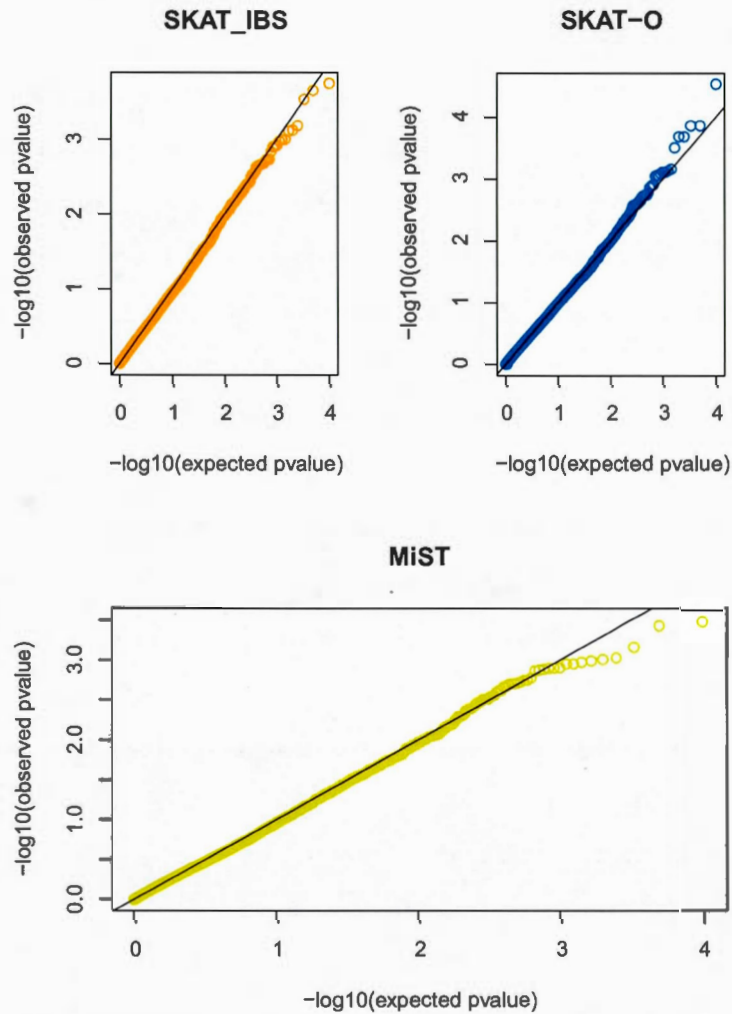 SKAT_IBS
SKAT−O
−log10(observed pvalue)
3
2
1
0
0 1 2 3 4
−log10(expected pvalue)
−log10(observed pvalue)
4
3
2
1
0
0 1 2 3 4
−log10(expected pvalue)
MiST
−log10(observed pvalue)
3.0
2.0
1.0
0.0
0 1 2 3 4
−log10(expected pvalue)